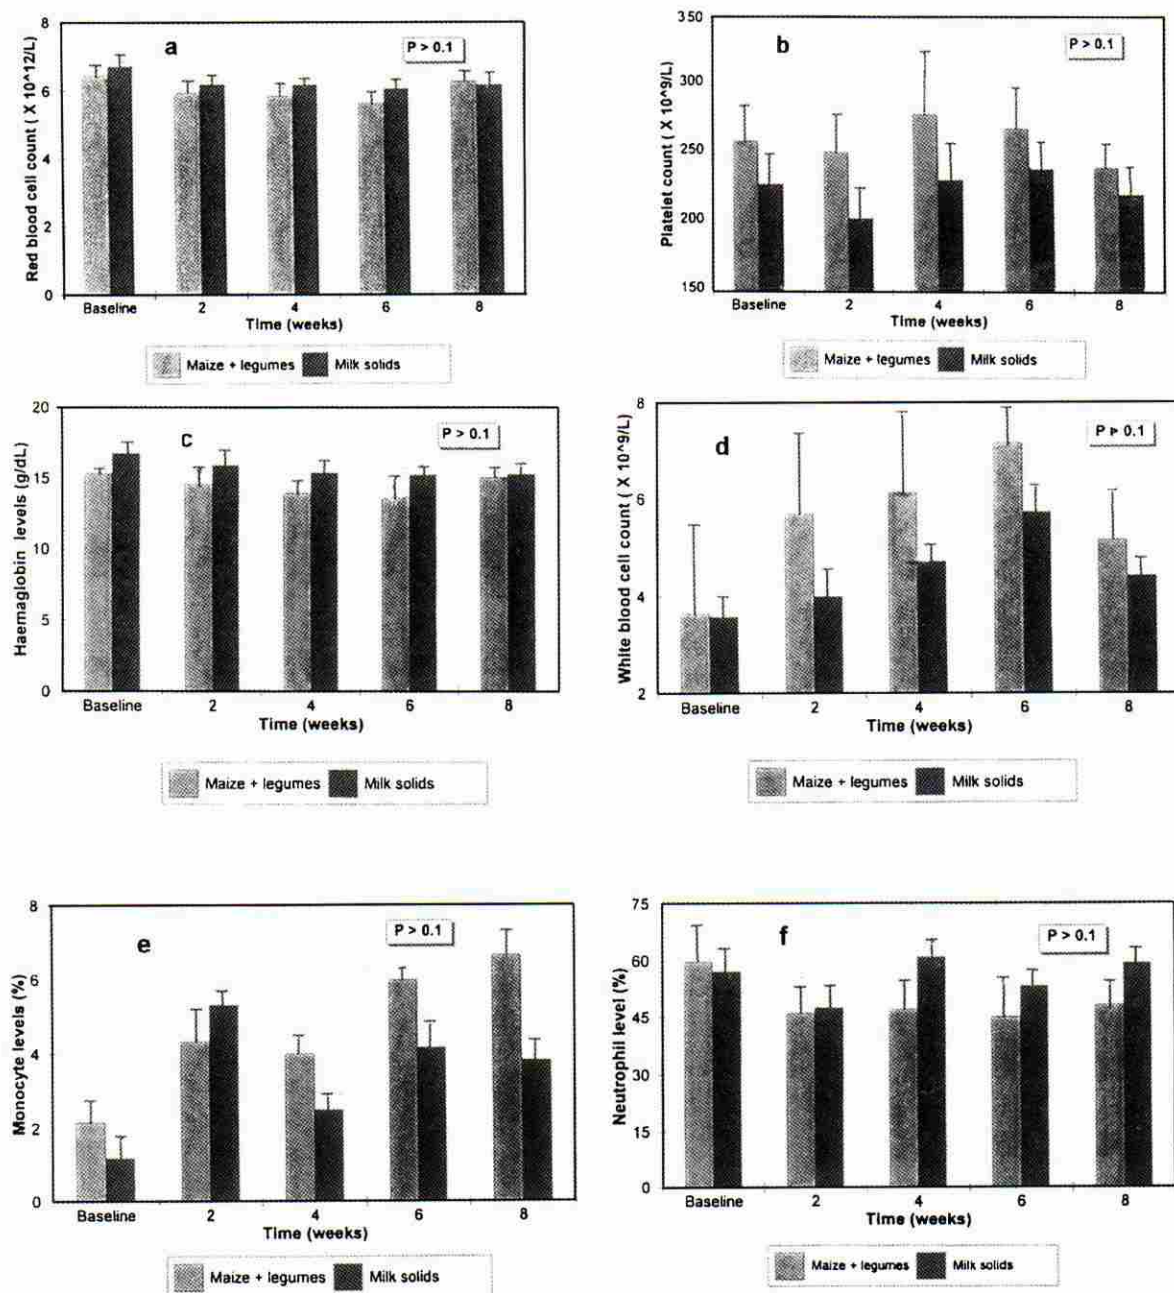 8
a
P > 0.1
6
4
2
0
Red blood cell count ( X 10^12/L)
Baseline 2 4 6 8
Time (weeks)
Maize + legumes Milk solids
350
b
P > 0.1
300
250
200
150
Platelet count ( X 10^9/L)
Baseline 2 4 6 8
Time (weeks)
Maize + legumes Milk solids
20
c
P > 0.1
15
10
5
0
Haemaglobin levels (g/dL)
Baseline 2 4 6 8
Time (weeks)
Maize + legumes Milk solids
8
d
P > 0.1
6
4
2
White blood cell count ( X 10^9/L)
Baseline 2 4 6 8
Time (weeks)
Maize + legumes Milk solids
8
e
P > 0.1
6
4
2
0
Monocyte levels (%)
Baseline 2 4 6 8
Time (weeks)
Maize + legumes Milk solids
75
f
P > 0.1
60
45
30
15
0
Neutrophil level (%)
Baseline 2 4 6 8
Time (weeks)
Maize + legumes Milk solids